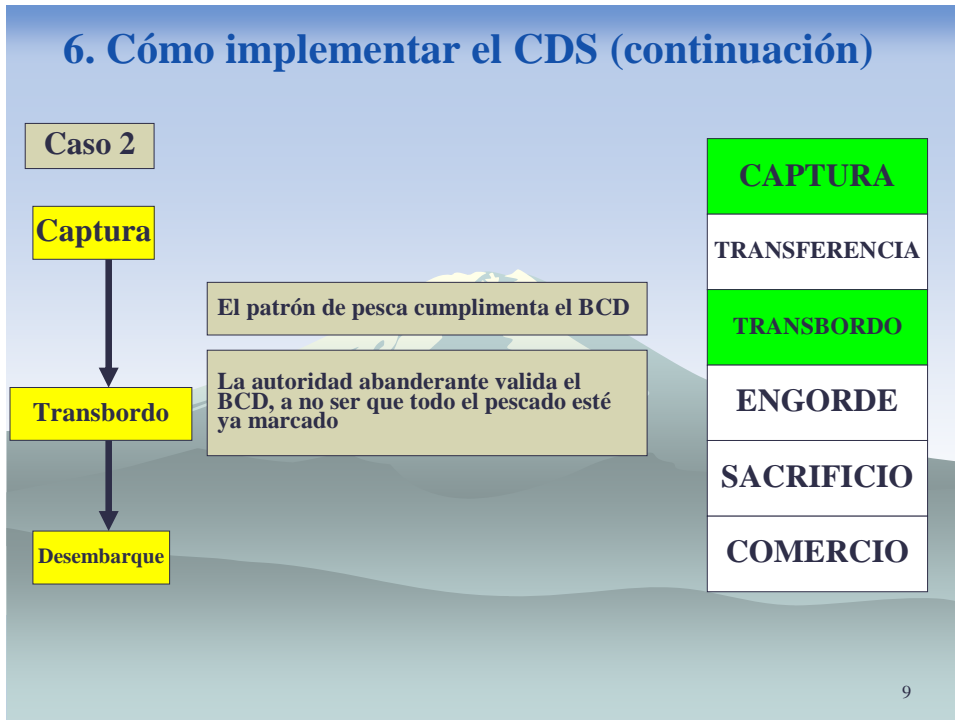 6. Cómo implementar el CDS (continuación)
Caso 2
Captura
Transbordo
Desembarque
El patrón de pesca cumplimenta el BCD
La autoridad abanderante valida el
BCD, a no ser que todo el pescado esté
ya marcado
CAPTURA
TRANSFERENCIA
TRANSBORDO
ENGORDE
SACRIFICIO
COMERCIO
9